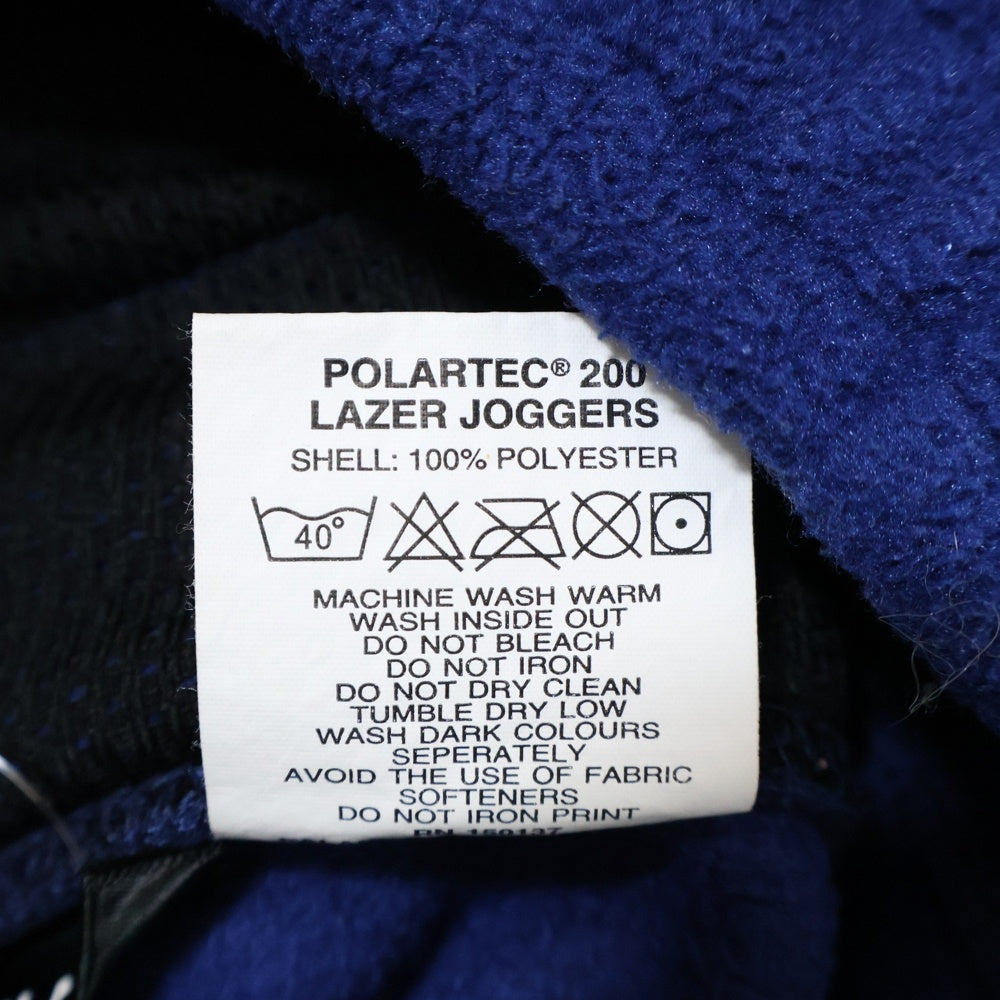 POLARTEC® 200
LAZER JOGGERS
SHELL: 100% POLYESTER
40°
MACHINE WASH WARM
WASH INSIDE OUT
DO NOT BLEACH
DO NOT IRON
DO NOT DRY CLEAN
TUMBLE DRY LOW
WASH DARK COLOURS
SEPERATELY
AVOID THE USE OF FABRIC
SOFTENERS
DO NOT IRON PRINT
RN 150137